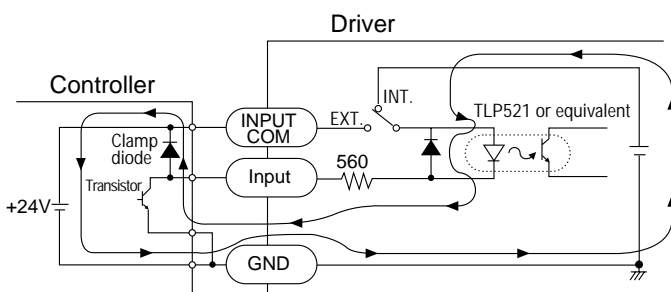 Driver
Controller
INPUT
COM
EXT.
INT.
TLP521 or equivalent
Clamp
diode
Input
560
Transistor
+24V
GND